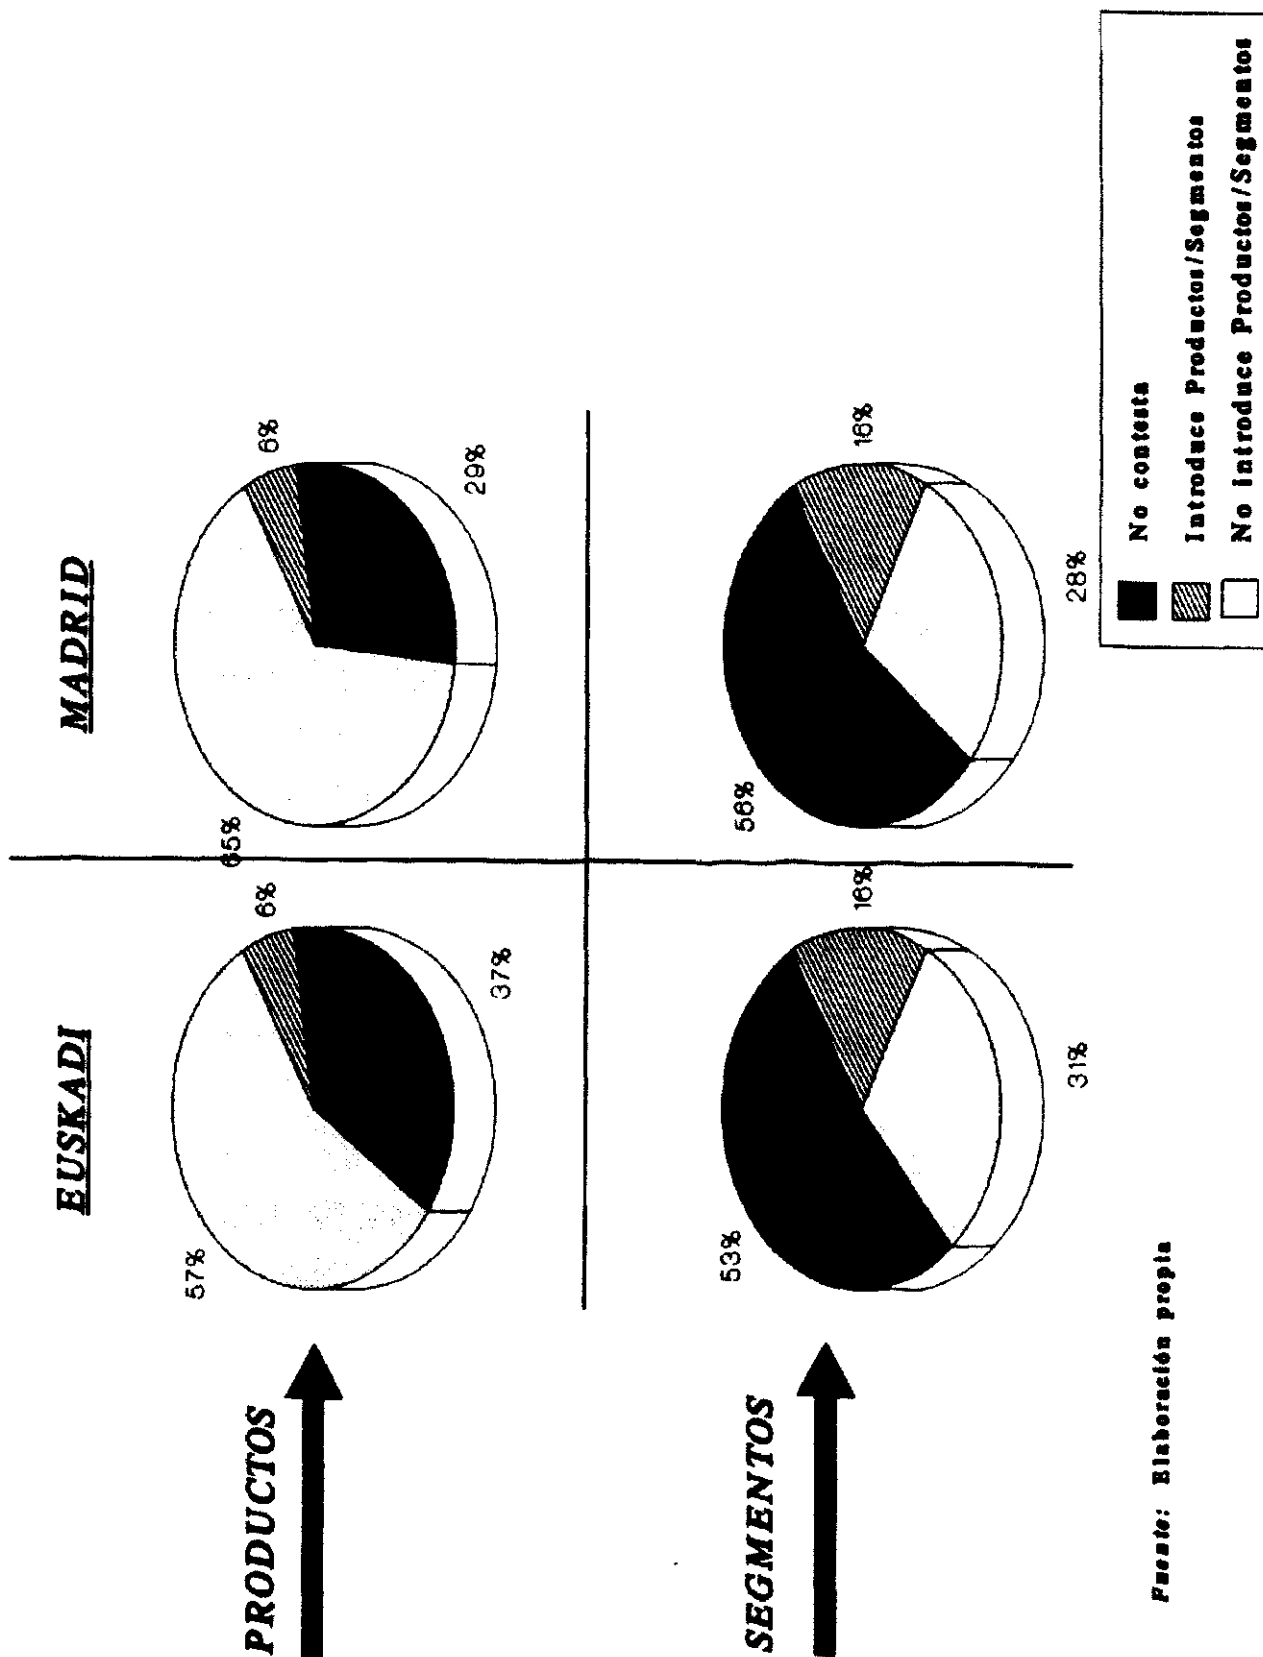 EUSKADI
MADRID
PRODUCTOS
57%
6%
37%
65%
6%
29%
SEGMENTOS
53%
16%
31%
56%
16%
28%
No contesta
Introduce Productos/Segmentos
No introduce Productos/Segmentos
Fuente: Elaboración propia